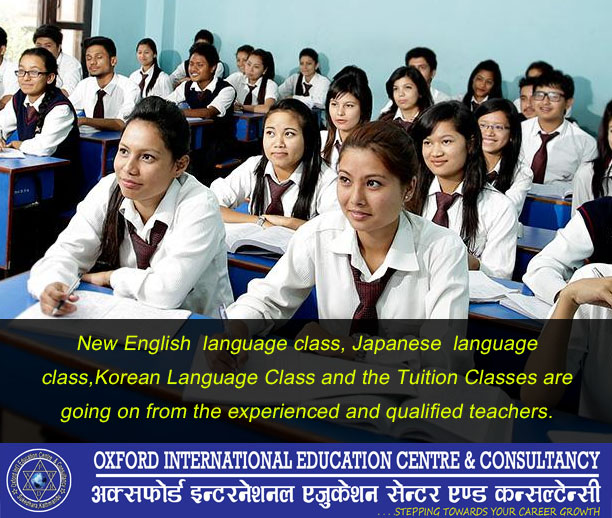 New English language class, Japanese language
class,Korean Language Class and the Tuition Classes are
going on from the experienced and qualified teachers.
OXFORD INTERNATIONAL EDUCATION CENTRE & CONSULTANCY
अक्सफोर्ड इन्टरनेशनल एजुकेशन सेन्टर एण्ड कन्सल्टेन्सी
. . . STEPPING TOWARDS YOUR CAREER GROWTH